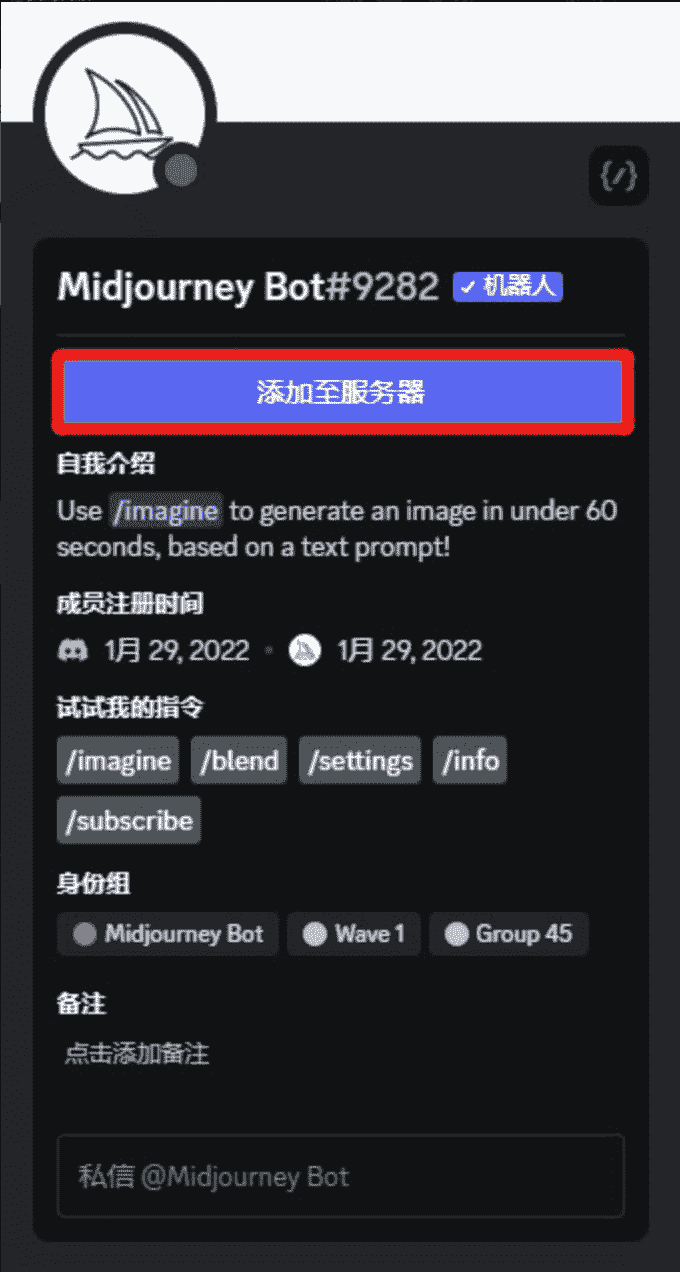 {/}
Midjourney Bot#9282 ✓ 机器人
添加至服务器
自我介绍
Use /imagine to generate an image in under 60
seconds, based on a text prompt!
成员注册时间
1月 29, 2022 • 1月 29, 2022
试试我的指令
/imagine /blend /settings /info
/subscribe
身份组
Midjourney Bot Wave 1 Group 45
备注
点击添加备注
私信 @Midjourney Bot